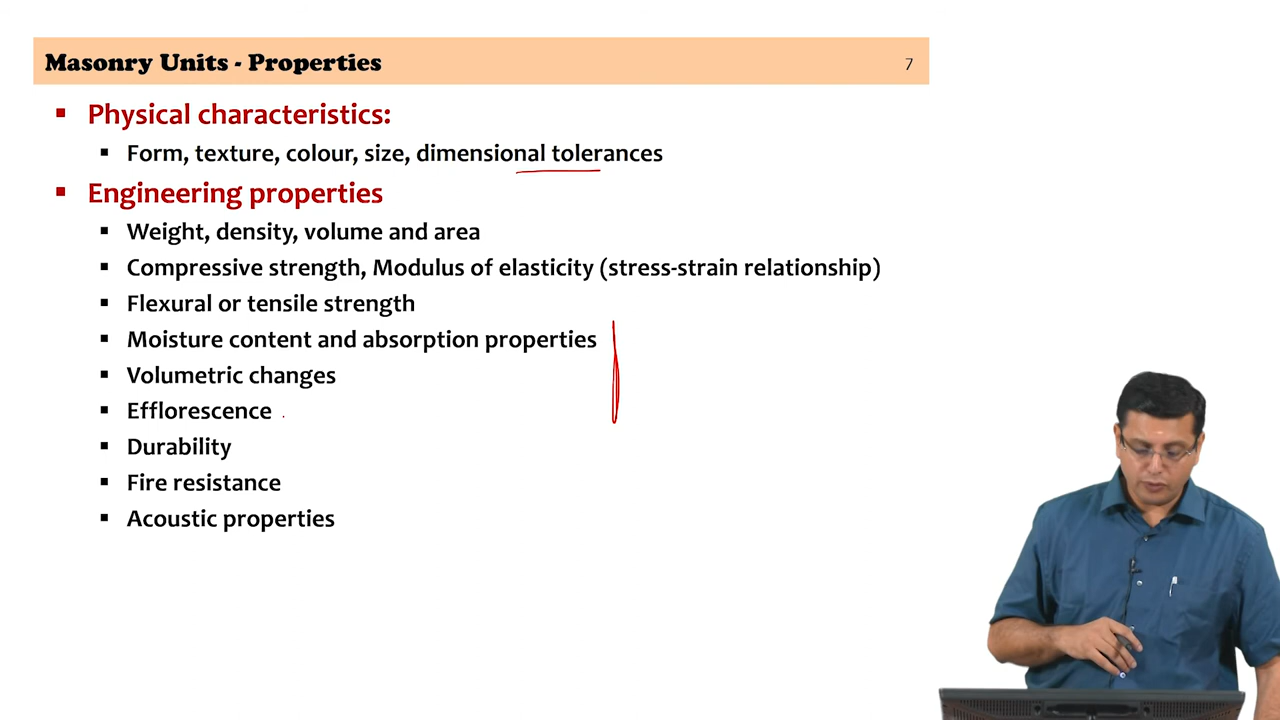 Masonry Units - Properties
7
▪ Physical characteristics:
▪ Form, texture, colour, size, dimensional tolerances
▪ Engineering properties
▪ Weight, density, volume and area
▪ Compressive strength, Modulus of elasticity (stress-strain relationship)
▪ Flexural or tensile strength
▪ Moisture content and absorption properties
▪ Volumetric changes
▪ Efflorescence
▪ Durability
▪ Fire resistance
▪ Acoustic properties